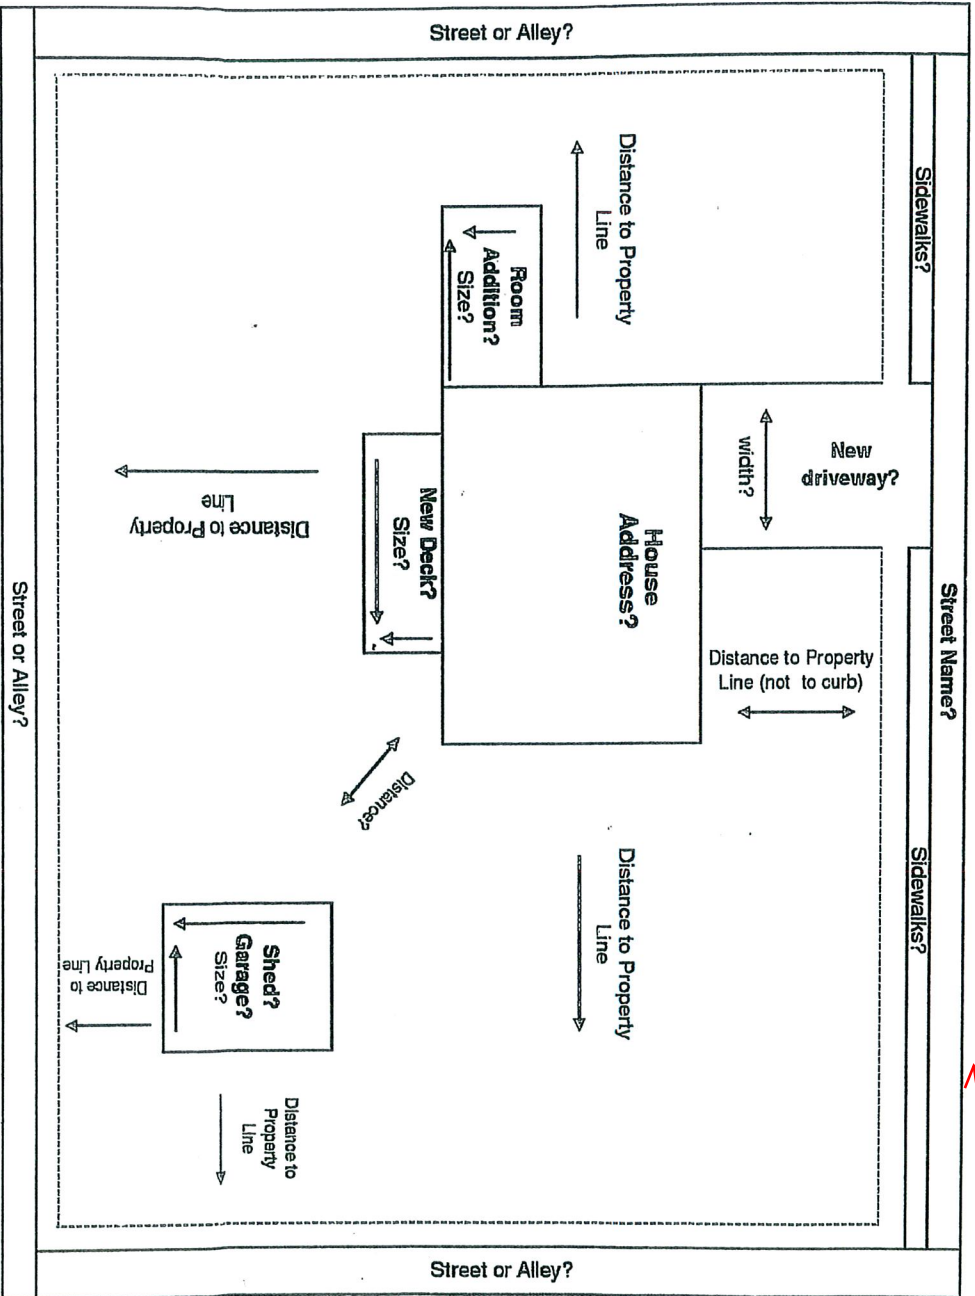 Street or Alley?
Sidewalks?
Distance to Property
Line
Room
Addition?
Size?
New
driveway?
width?
Street Name?
House
Address?
New Deck?
Size?
Distance to Property
Line
Distance to Property
Line (not to curb)
Street or Alley?
Distance?
Sidewalks?
Distance to Property
Line
Shed?
Garage?
Size?
Distance to
Property Line
Distance to
Property
Line
Street or Alley?